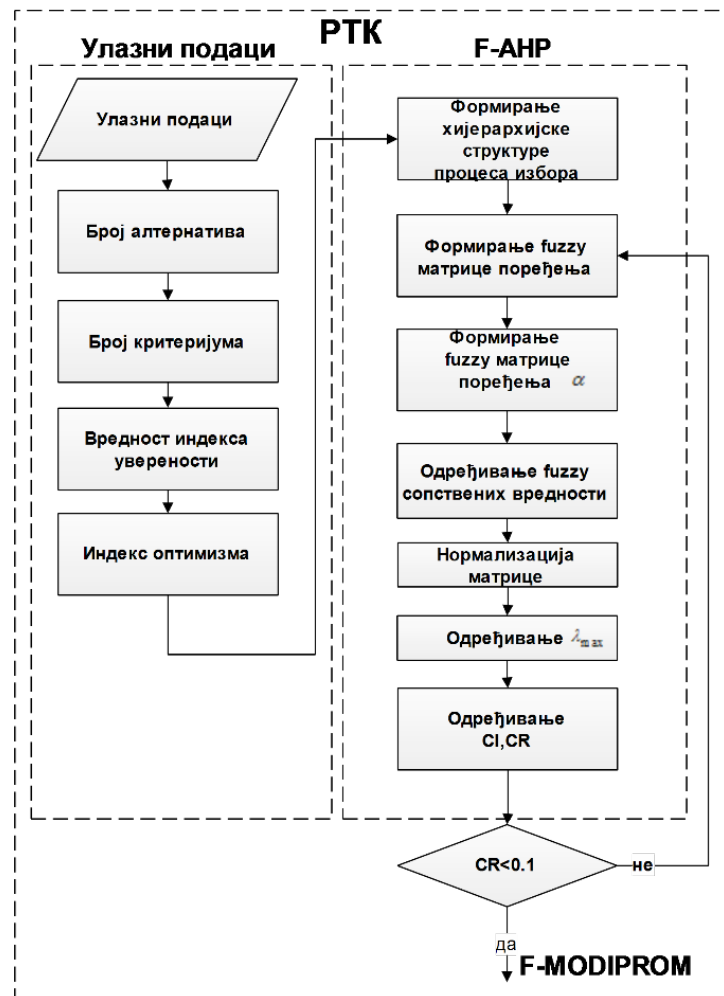 РТК
Улазни подаци
Улазни подаци
Број алтернатива
Број критеријума
Вредност индекса
уверености
Индекс оптимизма
F-AHP
Формирање
хијерархијске
структуре
процеса избора
Формирање fuzzy
матрице поређења
Формирање
fuzzy матрице
поређења α
Одређивање fuzzy
сопствених вредности
Нормализација
матрице
Одређивање λmax
Одређивање
CI,CR
CR<0.1
не
да
F-MODIPROM